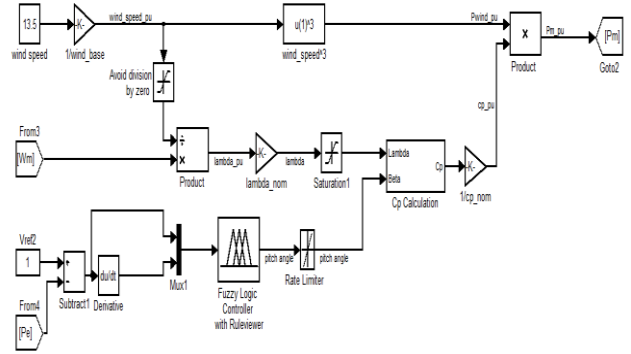 13.5
wind speed
-K-
1/wind_base
wind_speed_pu
u(1)^3
wind_speed^3
Pwind_pu
×
Product
Pm_pu
[Pm]
Goto2
Avoid division
by zero
cp_pu
From3
[Wm]
÷
×
Product
lambda_pu
-K-
lambda_nom
lambda
Saturation1
Lambda
Beta
Cp
Cp Calculation
-K-
1/cp_nom
Vref2
1
From4
[Pe]
+
-
Subtract1
du/dt
Derivative
Mux1
Fuzzy Logic
Controller
with Ruleviewer
pitch angle
Rate Limiter
pitch angle